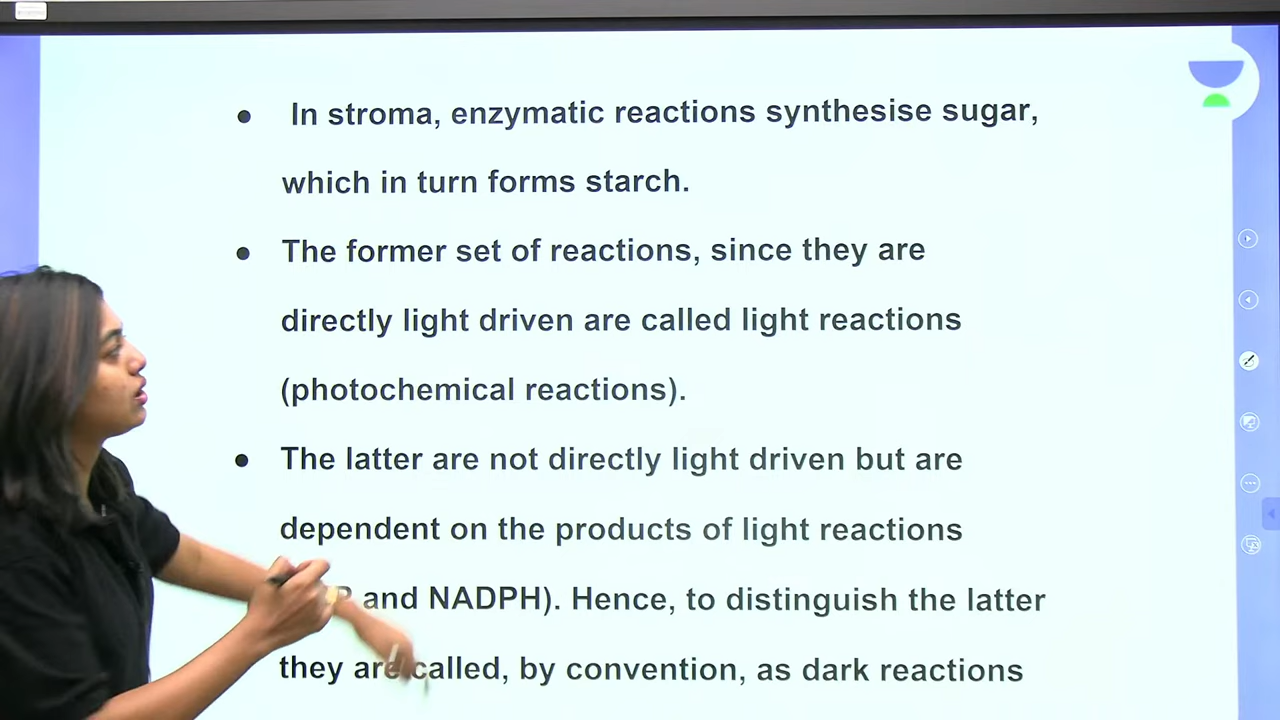 ● In stroma, enzymatic reactions synthesise sugar,
which in turn forms starch.
● The former set of reactions, since they are
directly light driven are called light reactions
(photochemical reactions).
● The latter are not directly light driven but are
dependent on the products of light reactions
and NADPH). Hence, to distinguish the latter
they are called, by convention, as dark reactions